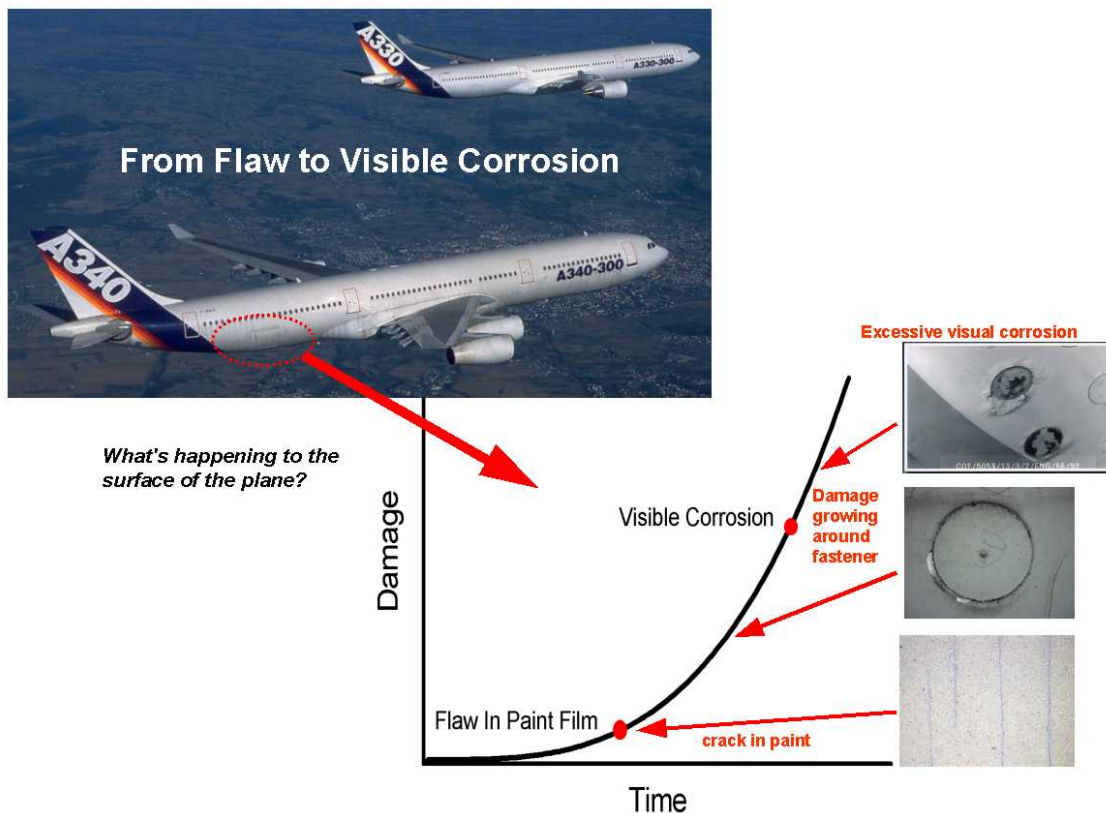 A330
A330-300
From Flaw to Visible Corrosion
A340
A340-300
Excessive visual corrosion
What's happening to the
surface of the plane?
Damage
Visible Corrosion
Damage
growing
around
fastener
Flaw In Paint Film
crack in paint
Time